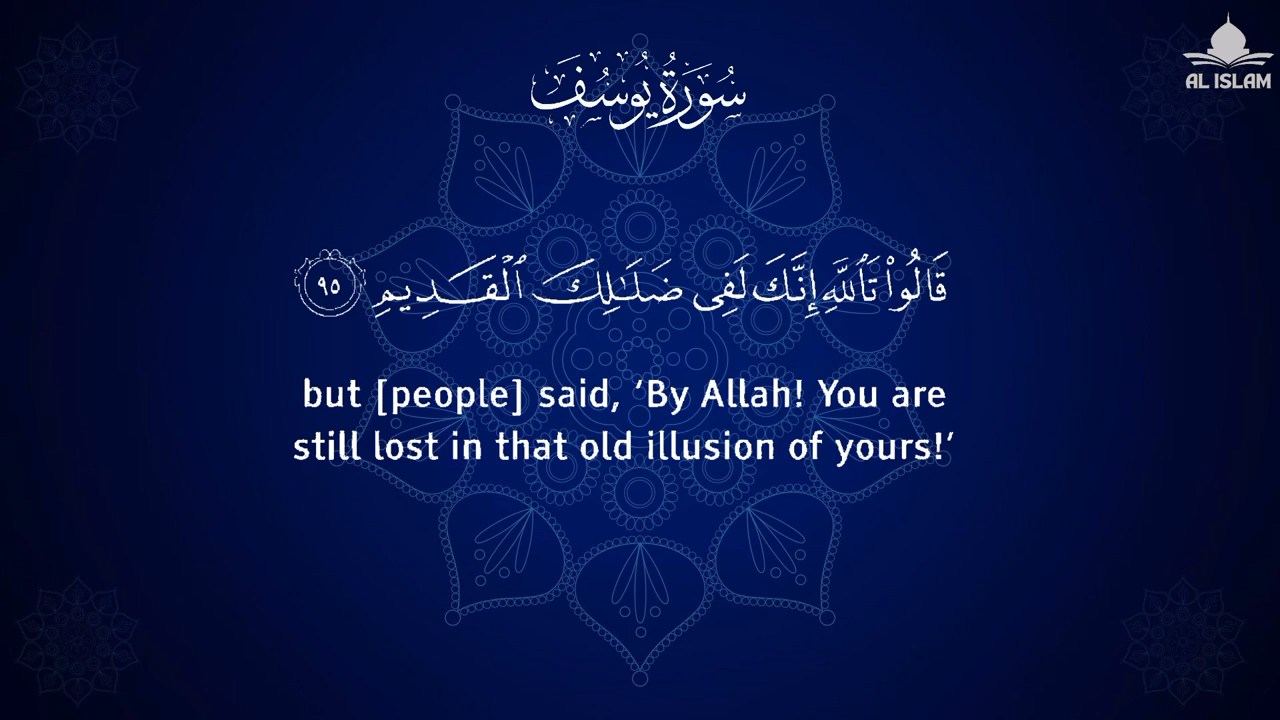 AL ISLAM
سُورَةُ يُوسُفَ
قَالُوا۟ تَٱللَّهِ إِنَّكَ لَفِى ضَلَـٰلِكَ ٱلْقَدِيمِ ٩٥
but [people] said, ‘By Allah! You are
still lost in that old illusion of yours!’